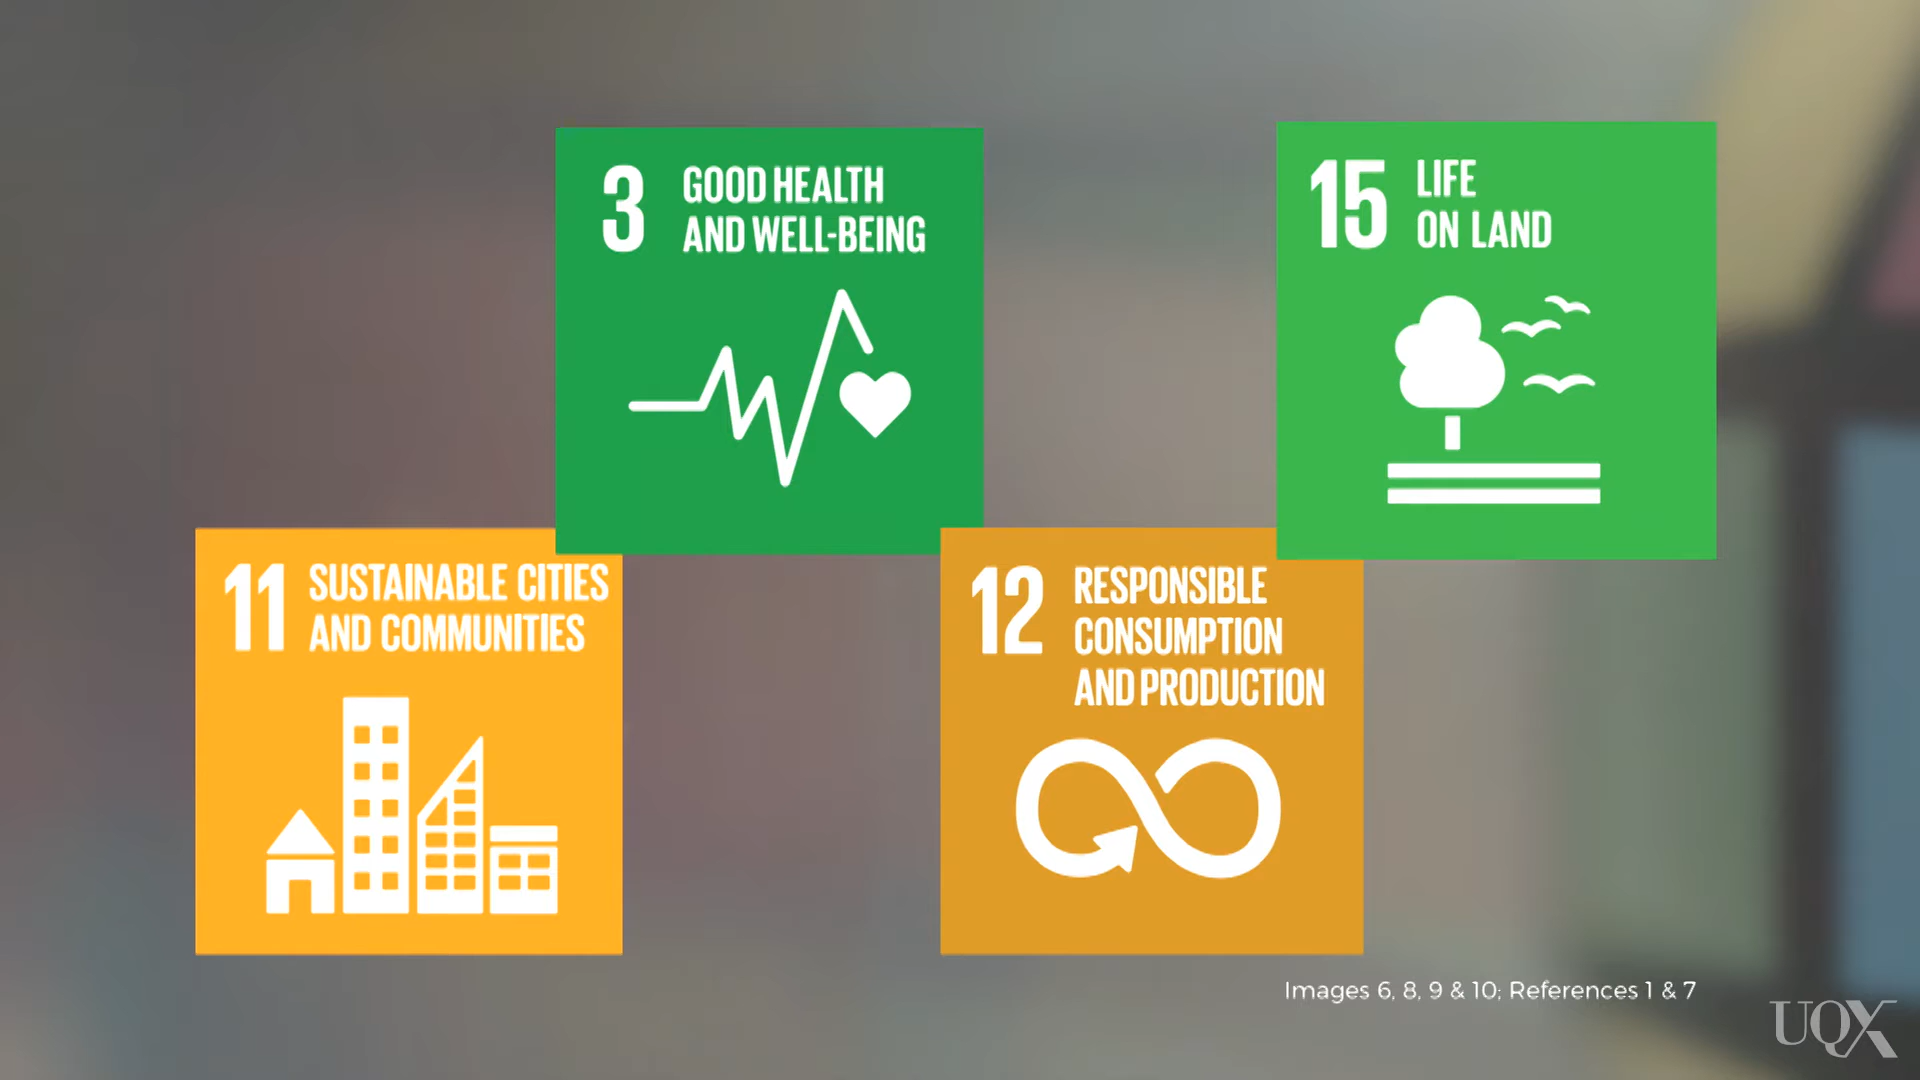 3 GOOD HEALTH
AND WELL-BEING
15 LIFE
ON LAND
11 SUSTAINABLE CITIES
AND COMMUNITIES
12 RESPONSIBLE
CONSUMPTION
AND PRODUCTION
Images 6, 8, 9 & 10; References 1 & 7
UQX